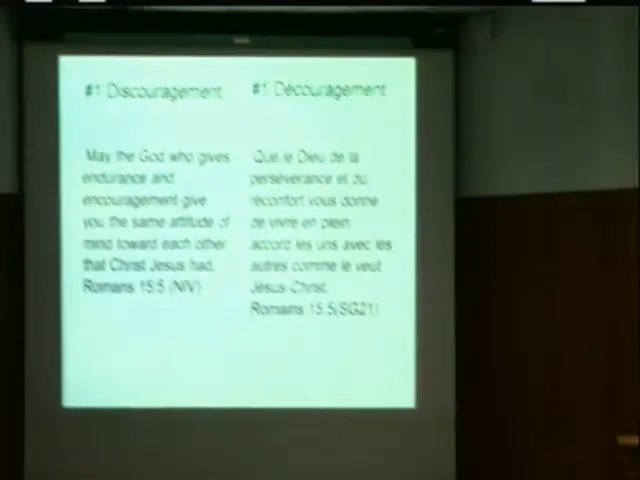 #1 Discouragement
May the God who gives
endurance and
encouragement give
you the same attitude of
mind toward each other
that Christ Jesus had,
Romans 15:5 (NIV)
#1 Découragement
Que le Dieu de la
persévérance et du
réconfort vous donne
de vivre en plein
accord les uns avec les
autres comme le veut
Jésus-Christ,
Romains 15.5(SG21)